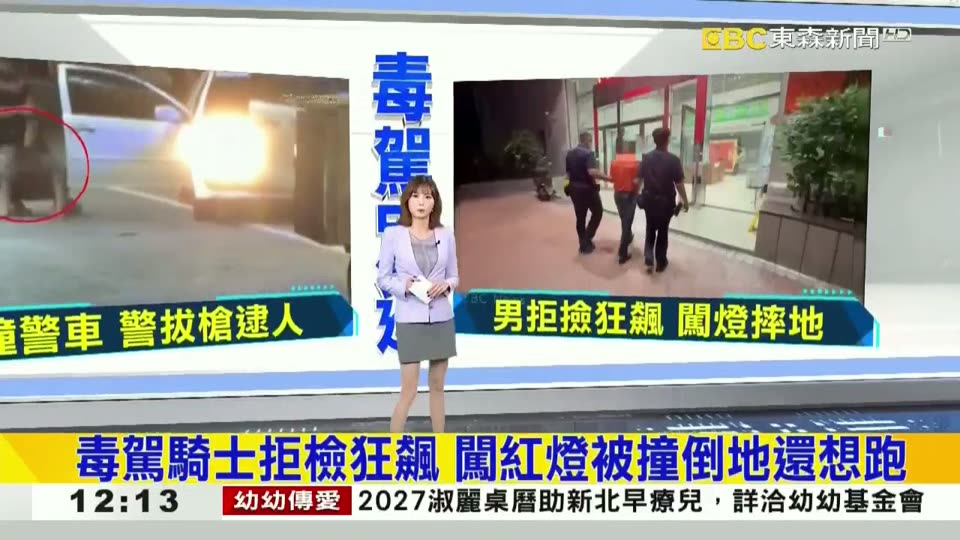 EBC東森新聞HD
毒駕
撞警車 警拔槍逮人
男拒撿狂飆 闖燈摔地
毒駕騎士拒檢狂飆 闖紅燈被撞倒地還想跑
12:13
幼幼傳愛
2027淑麗桌曆助新北早療兒，詳洽幼幼基金會